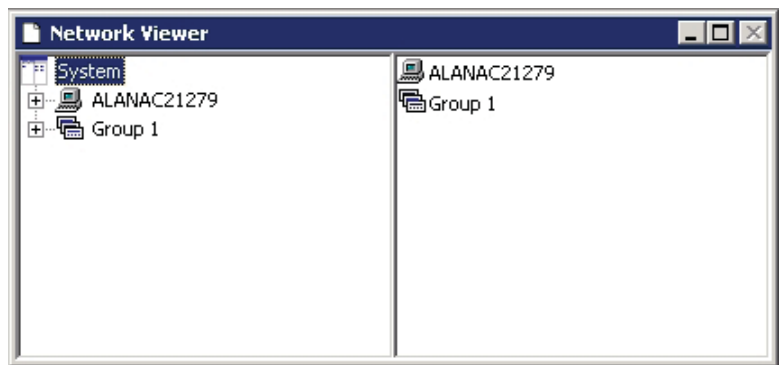 Network Viewer
System
ALANAC21279
Group 1
ALANAC21279
Group 1